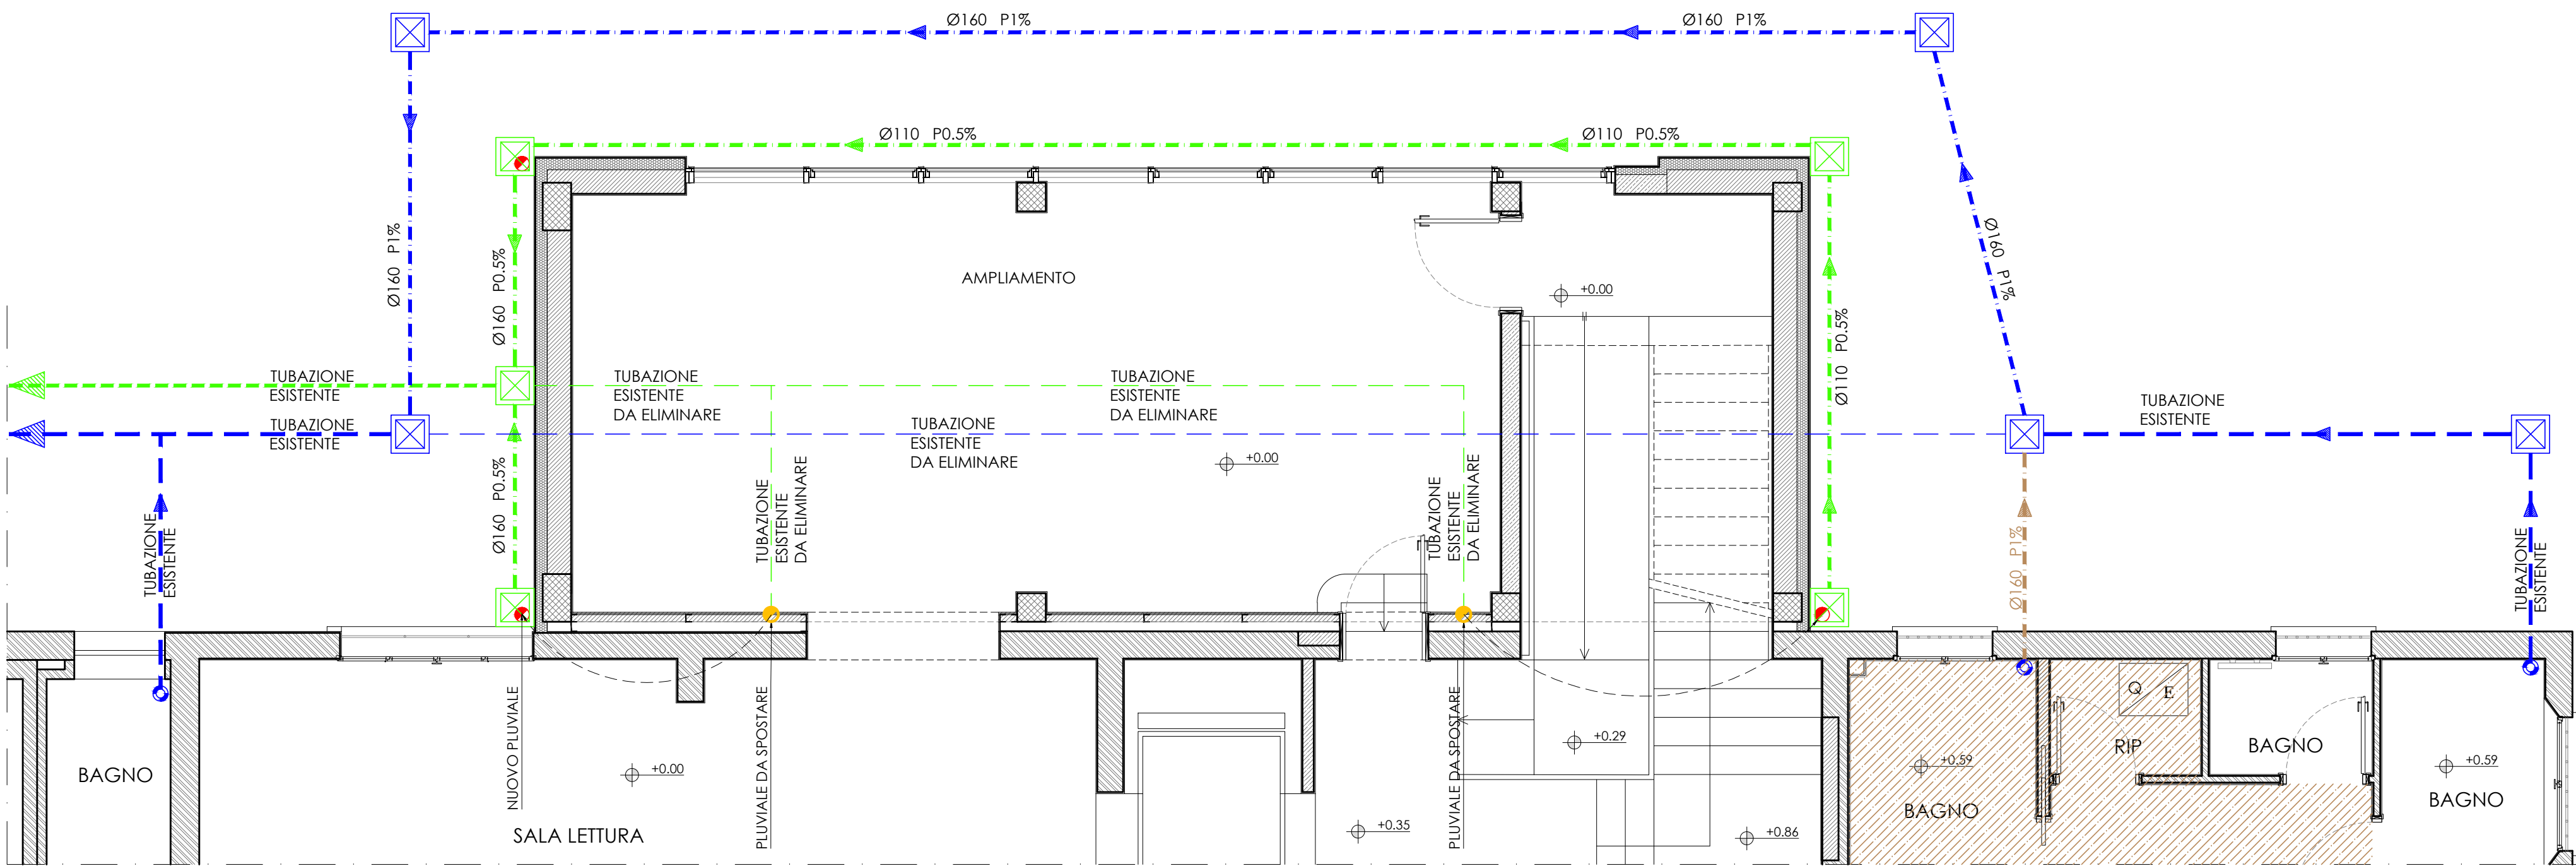 Ø160 P1%
Ø160 P1%
Ø110 P0.5%
Ø110 P0.5%
Ø160 P1%
Ø160 P0.5%
AMPLIAMENTO
+0.00
Ø160 P1%
Ø110 P0.5%
TUBAZIONE
ESISTENTE
TUBAZIONE
ESISTENTE
TUBAZIONE
ESISTENTE
DA ELIMINARE
TUBAZIONE
ESISTENTE
DA ELIMINARE
TUBAZIONE
ESISTENTE
DA ELIMINARE
TUBAZIONE
ESISTENTE
+0.00
Ø160 P0.5%
TUBAZIONE
ESISTENTE
TUBAZIONE
ESISTENTE
DA ELIMINARE
TUBAZIONE
ESISTENTE
DA ELIMINARE
Ø160 P1%
TUBAZIONE
ESISTENTE
NUOVO PLUVIALE
PLUVIALE DA SPOSTARE
PLUVIALE DA SPOSTARE
Q E
BAGNO
+0.00
+0.29
+0.59
RIP
BAGNO
+0.59
BAGNO
BAGNO
SALA LETTURA
+0.35
+0.86